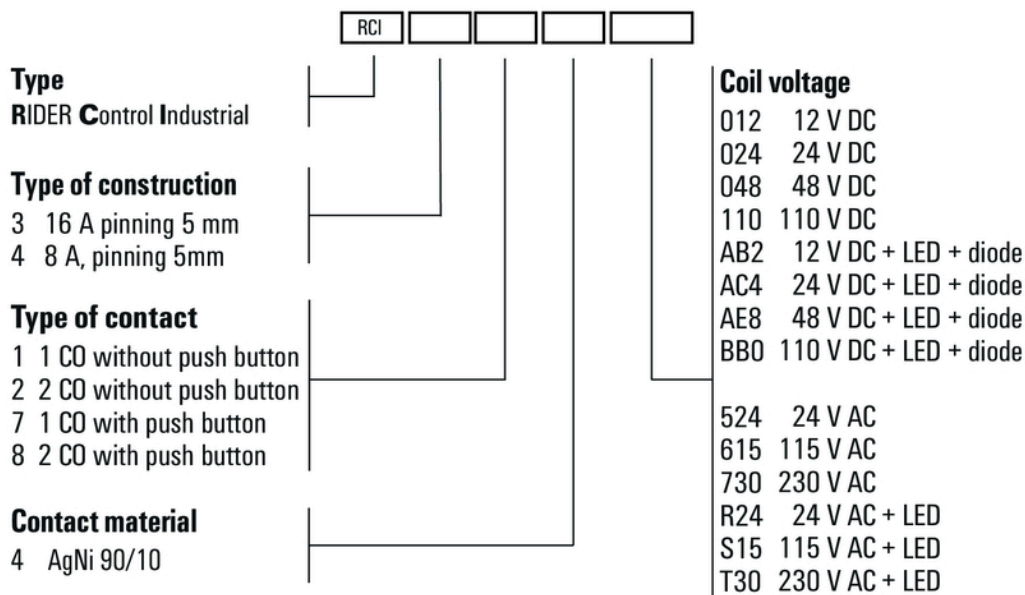 RCI
Type
RIDER Control Industrial
Type of construction
3 16 A pinning 5 mm
4 8 A, pinning 5mm
Type of contact
1 1 CO without push button
2 2 CO without push button
7 1 CO with push button
8 2 CO with push button
Contact material
4 AgNi 90/10
Coil voltage
012 12 V DC
024 24 V DC
048 48 V DC
110 110 V DC
AB2 12 V DC + LED + diode
AC4 24 V DC + LED + diode
AE8 48 V DC + LED + diode
BB0 110 V DC + LED + diode
524 24 V AC
615 115 V AC
730 230 V AC
R24 24 V AC + LED
S15 115 V AC + LED
T30 230 V AC + LED